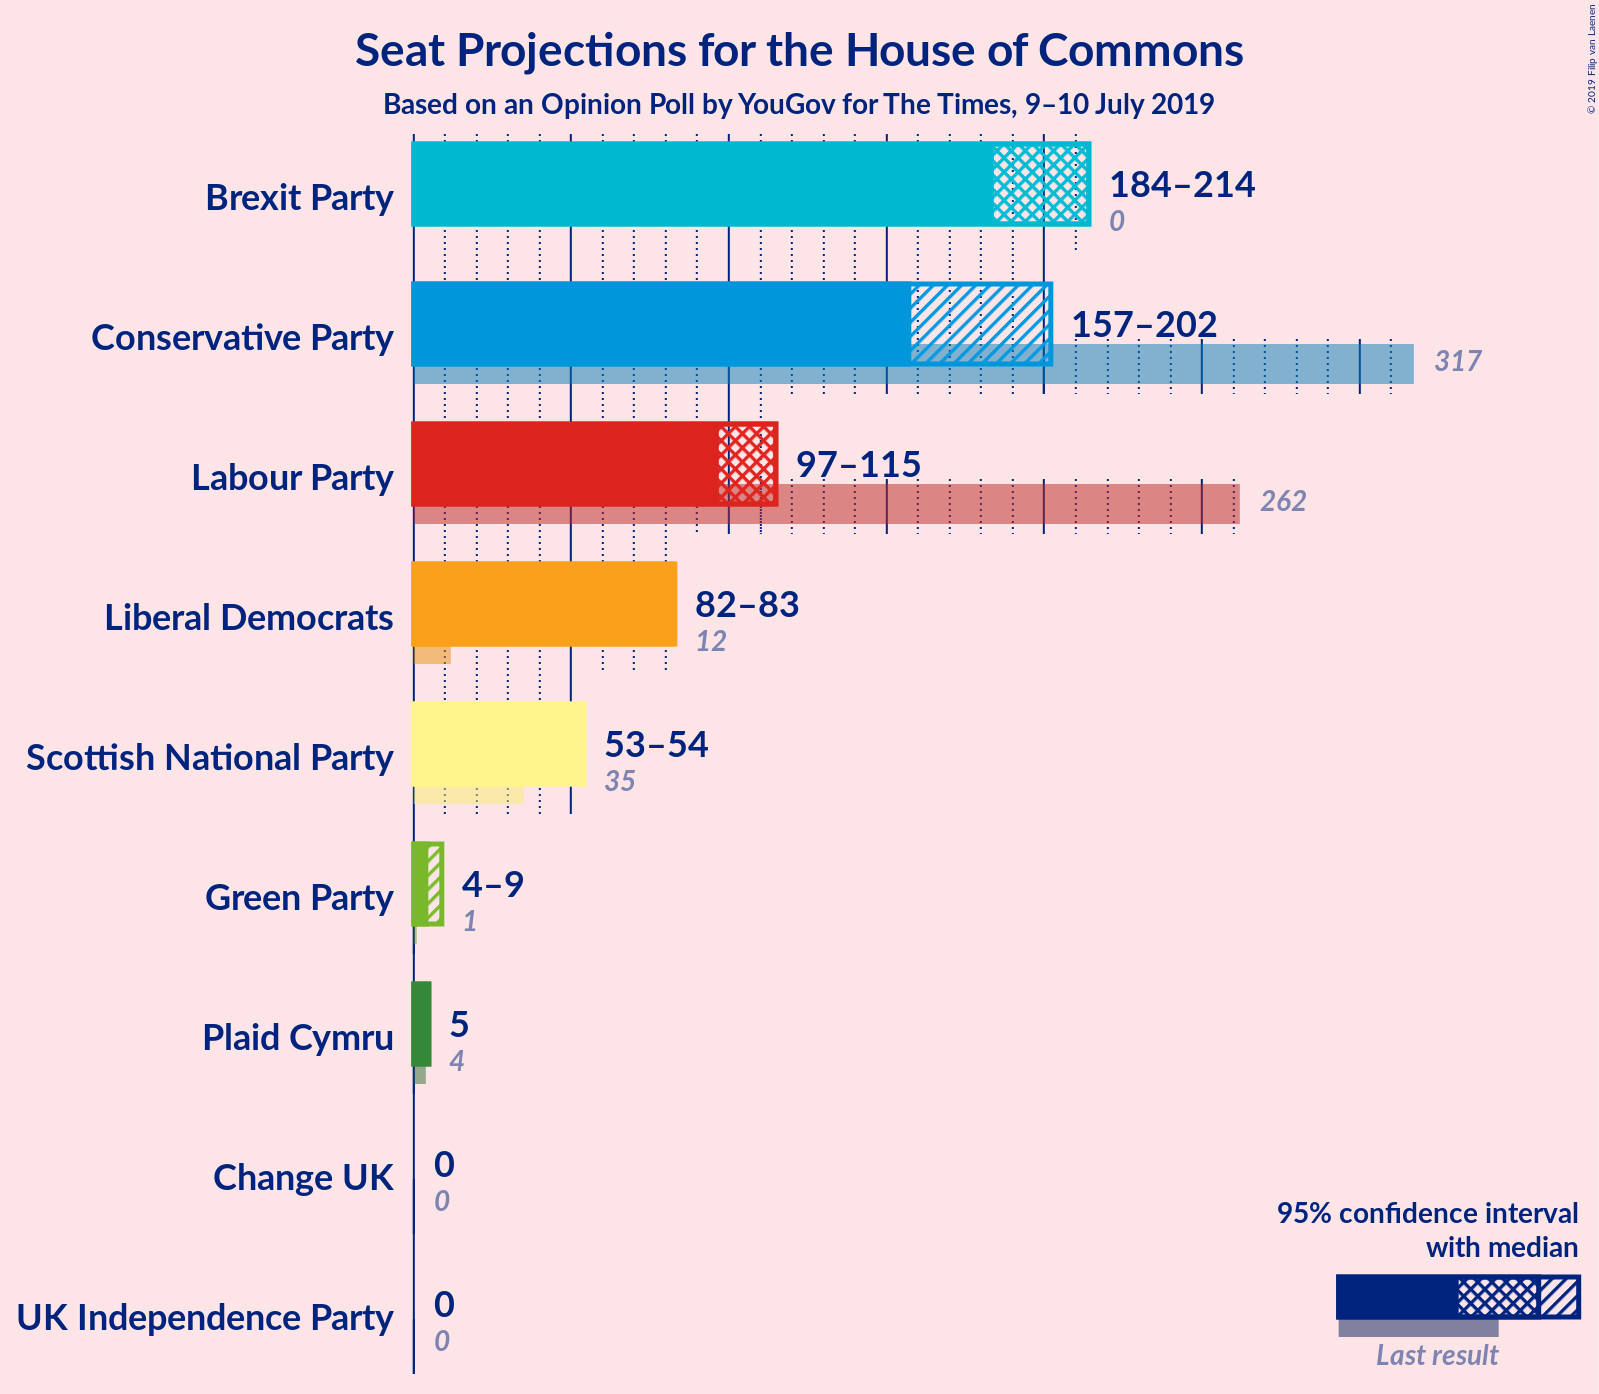 Seat Projections for the House of Commons
Based on an Opinion Poll by YouGov for The Times, 9–10 July 2019
© 2019 Filip van Laenen
Brexit Party
184–214
0
Conservative Party
157–202
317
Labour Party
97–115
262
Liberal Democrats
82–83
12
Scottish National Party
53–54
35
Green Party
4–9
1
Plaid Cymru
5
4
Change UK
0
0
UK Independence Party
0
0
95% confidence interval
with median
Last result